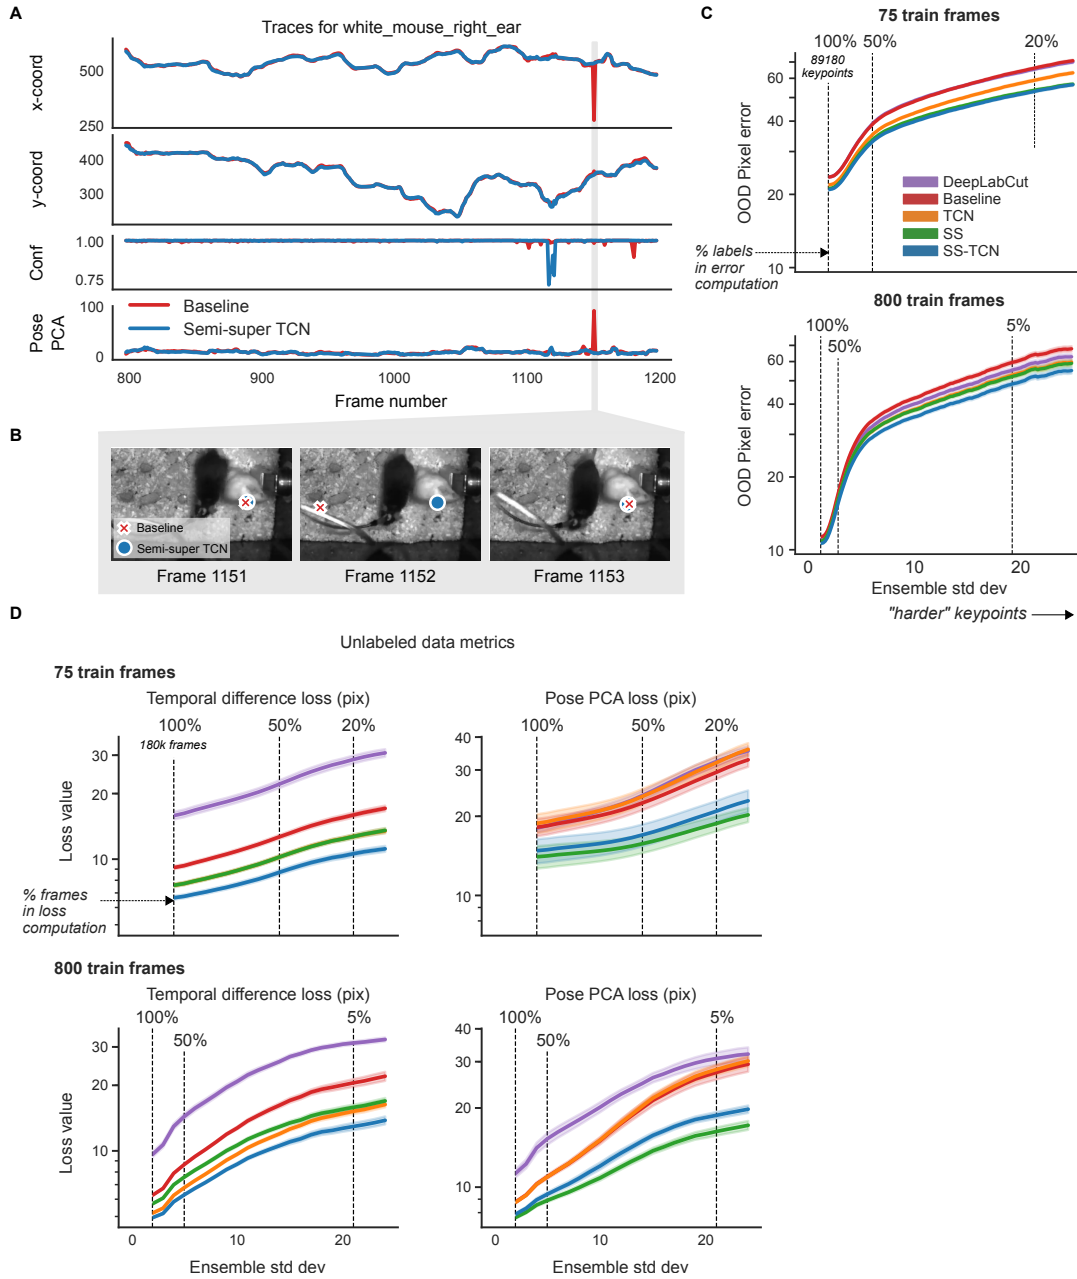 A
Traces for white_mouse_right_ear
x-coord
500
250
y-coord
400
300
Conf
1.00
0.75
Pose
PCA
100
0
Baseline
Semi-super TCN
800
900
1000
1100
1200
Frame number
B
Baseline
Semi-super TCN
Frame 1151
Frame 1152
Frame 1153
C
75 train frames
100%
50%
20%
89180
keypoints
OOD Pixel error
60
40
20
10
DeepLabCut
Baseline
TCN
SS
SS-TCN
% labels
in error
computation
800 train frames
100%
50%
5%
OOD Pixel error
60
40
20
10
0
10
20
Ensemble std dev
"harder" keypoints
D
Unlabeled data metrics
75 train frames
Temporal difference loss (pix)
100%
50%
20%
180k frames
Loss value
30
20
10
% frames
in loss
computation
Pose PCA loss (pix)
100%
50%
20%
40
30
20
10
800 train frames
Temporal difference loss (pix)
100%
50%
5%
Loss value
30
20
10
0
10
20
Ensemble std dev
Pose PCA loss (pix)
100%
50%
5%
40
30
20
10
0
10
20
Ensemble std dev